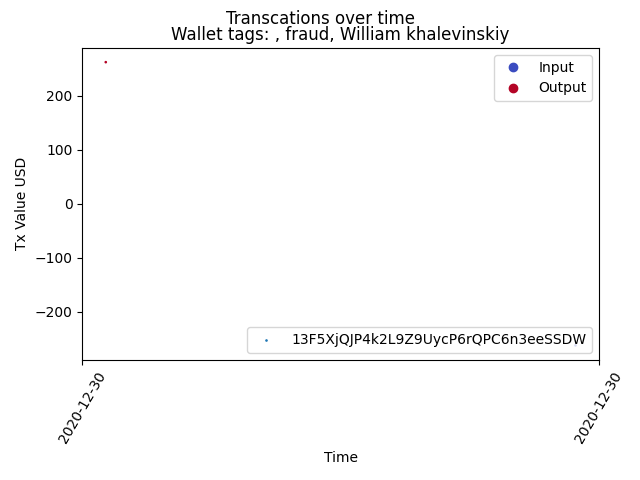 Transcations over time
Wallet tags: , fraud, William khalevinskiy
Input
Output
Tx Value USD
200
100
0
−100
−200
13F5XjQJP4k2L9Z9UycP6rQPC6n3eeSSDW
2020-12-30
2020-12-30
Time